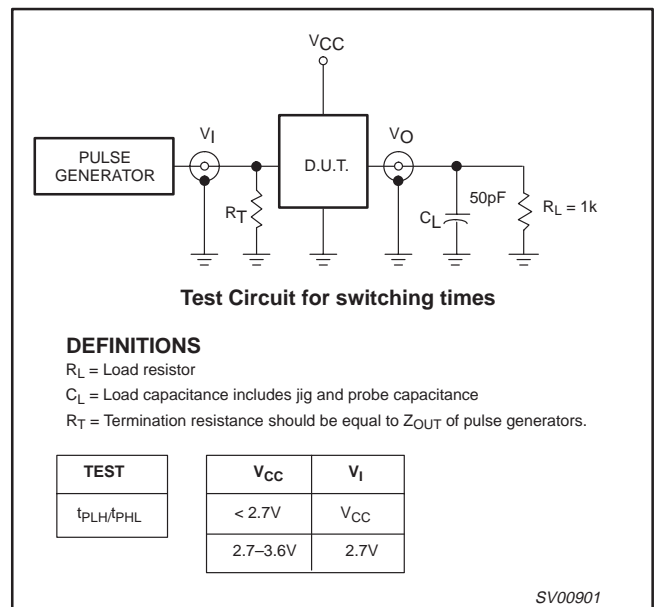 VCC
VI
VO
PULSE
GENERATOR
D.U.T.
RT
CL
50pF
RL = 1k
Test Circuit for switching times
DEFINITIONS
RL = Load resistor
CL = Load capacitance includes jig and probe capacitance
RT = Termination resistance should be equal to ZOUT of pulse generators.
TEST
tPLH/tPHL
VCC VI
< 2.7V VCC
2.7–3.6V 2.7V
SV00901